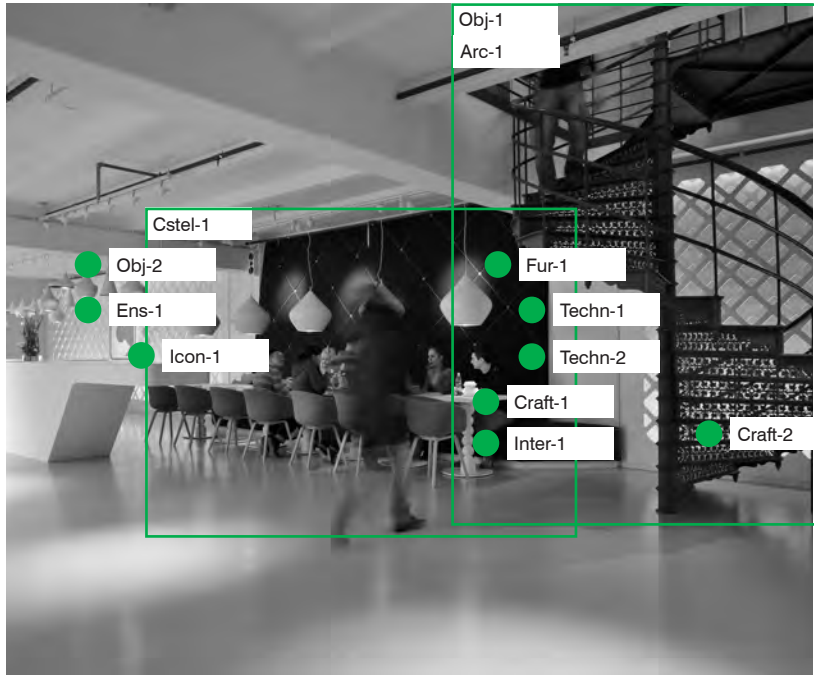 Obj-1
Arc-1
Cstel-1
Obj-2
Fur-1
Ens-1
Techn-1
Icon-1
Techn-2
Craft-1
Inter-1
Craft-2